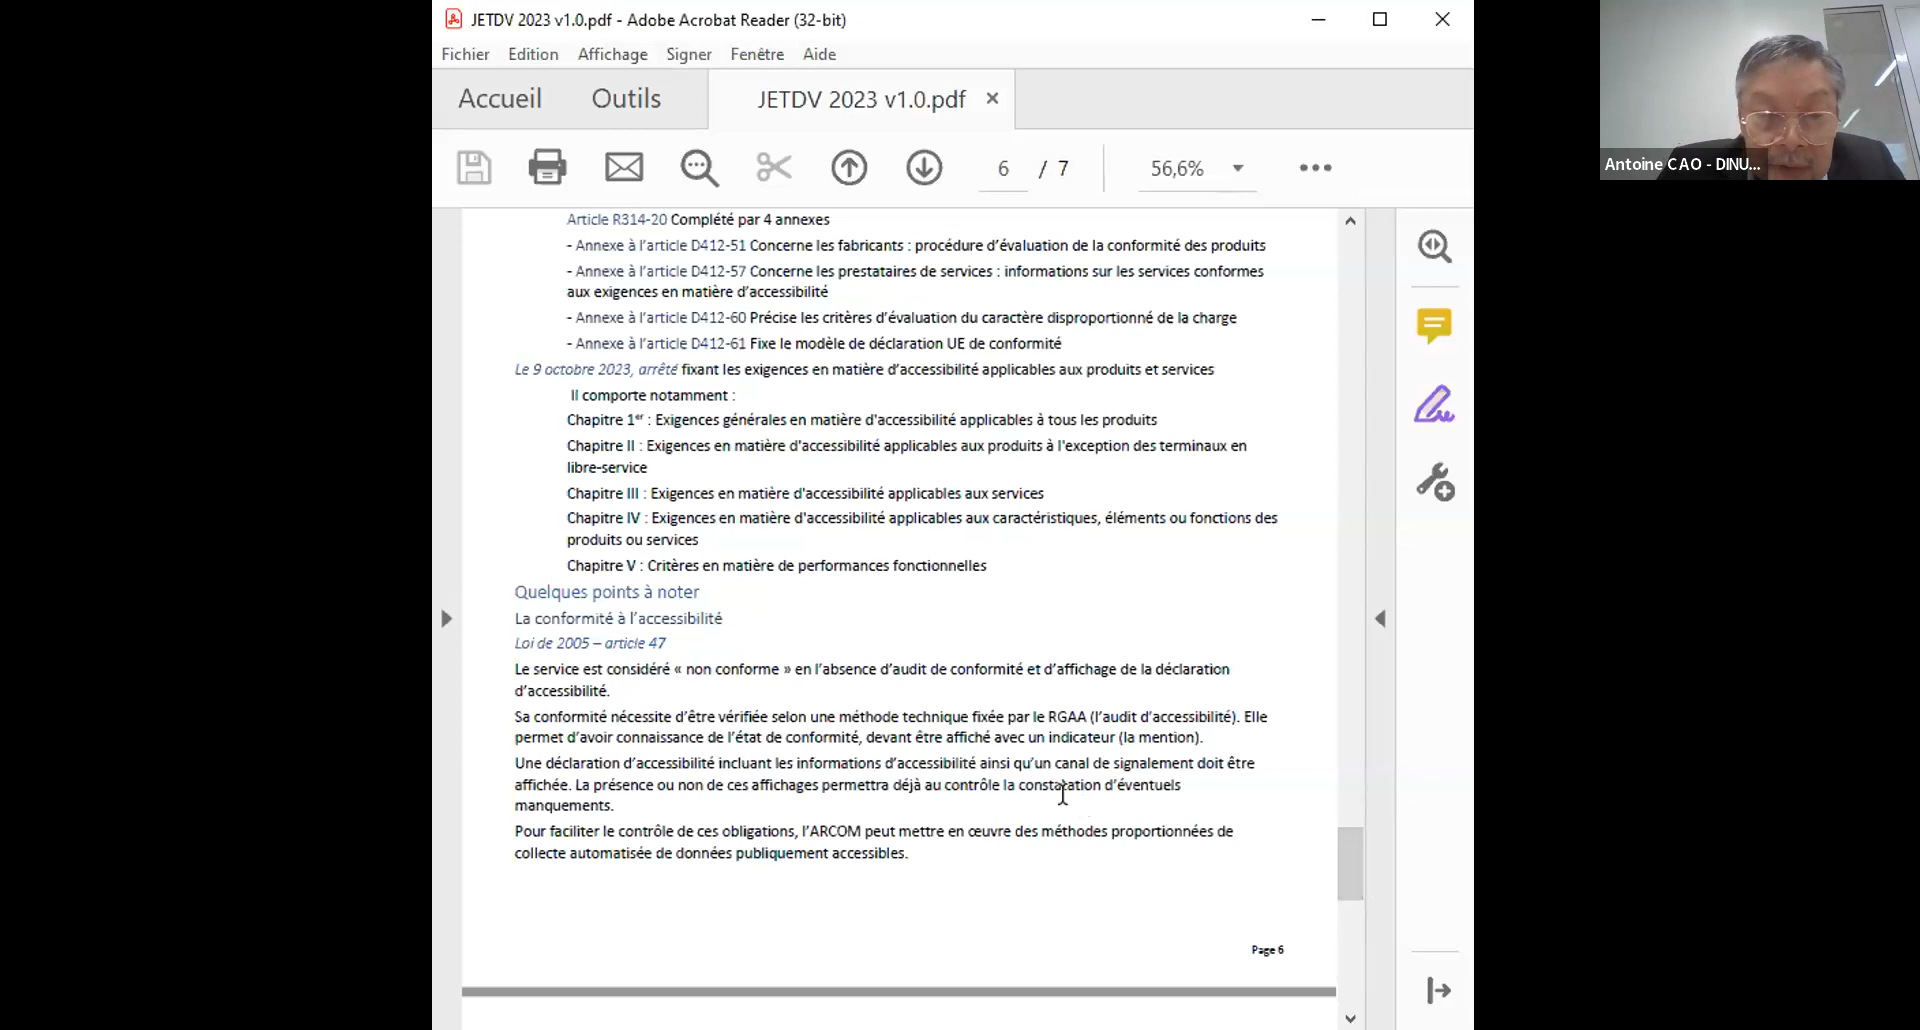 JETDV 2023 v1.0.pdf - Adobe Acrobat Reader (32-bit)
Fichier Edition Affichage Signer Fenêtre Aide
Accueil Outils JETDV 2023 v1.0.pdf ×
6 / 7 56,6%
Antoine CAO - DINU...
Article R314-20 Complété par 4 annexes
- Annexe à l’article D412-51 Concerne les fabricants : procédure d’évaluation de la conformité des produits
- Annexe à l’article D412-57 Concerne les prestataires de services : informations sur les services conformes
aux exigences en matière d’accessibilité
- Annexe à l’article D412-60 Précise les critères d’évaluation du caractère disproportionné de la charge
- Annexe à l’article D412-61 Fixe le modèle de déclaration UE de conformité
Le 9 octobre 2023, arrêté fixant les exigences en matière d’accessibilité applicables aux produits et services
Il comporte notamment :
Chapitre 1er : Exigences générales en matière d'accessibilité applicables à tous les produits
Chapitre II : Exigences en matière d'accessibilité applicables aux produits à l'exception des terminaux en
libre-service
Chapitre III : Exigences en matière d'accessibilité applicables aux services
Chapitre IV : Exigences en matière d'accessibilité applicables aux caractéristiques, éléments ou fonctions des
produits ou services
Chapitre V : Critères en matière de performances fonctionnelles
Quelques points à noter
La conformité à l’accessibilité
Loi de 2005 – article 47
Le service est considéré « non conforme » en l’absence d’audit de conformité et d’affichage de la déclaration
d’accessibilité.
Sa conformité nécessite d’être vérifiée selon une méthode technique fixée par le RGAA (l’audit d’accessibilité). Elle
permet d’avoir connaissance de l’état de conformité, devant être affiché avec un indicateur (la mention).
Une déclaration d’accessibilité incluant les informations d’accessibilité ainsi qu’un canal de signalement doit être
affichée. La présence ou non de ces affichages permettra déjà au contrôle la constatation d’éventuels
manquements.
Pour faciliter le contrôle de ces obligations, l’ARCOM peut mettre en œuvre des méthodes proportionnées de
collecte automatisée de données publiquement accessibles.
Page 6